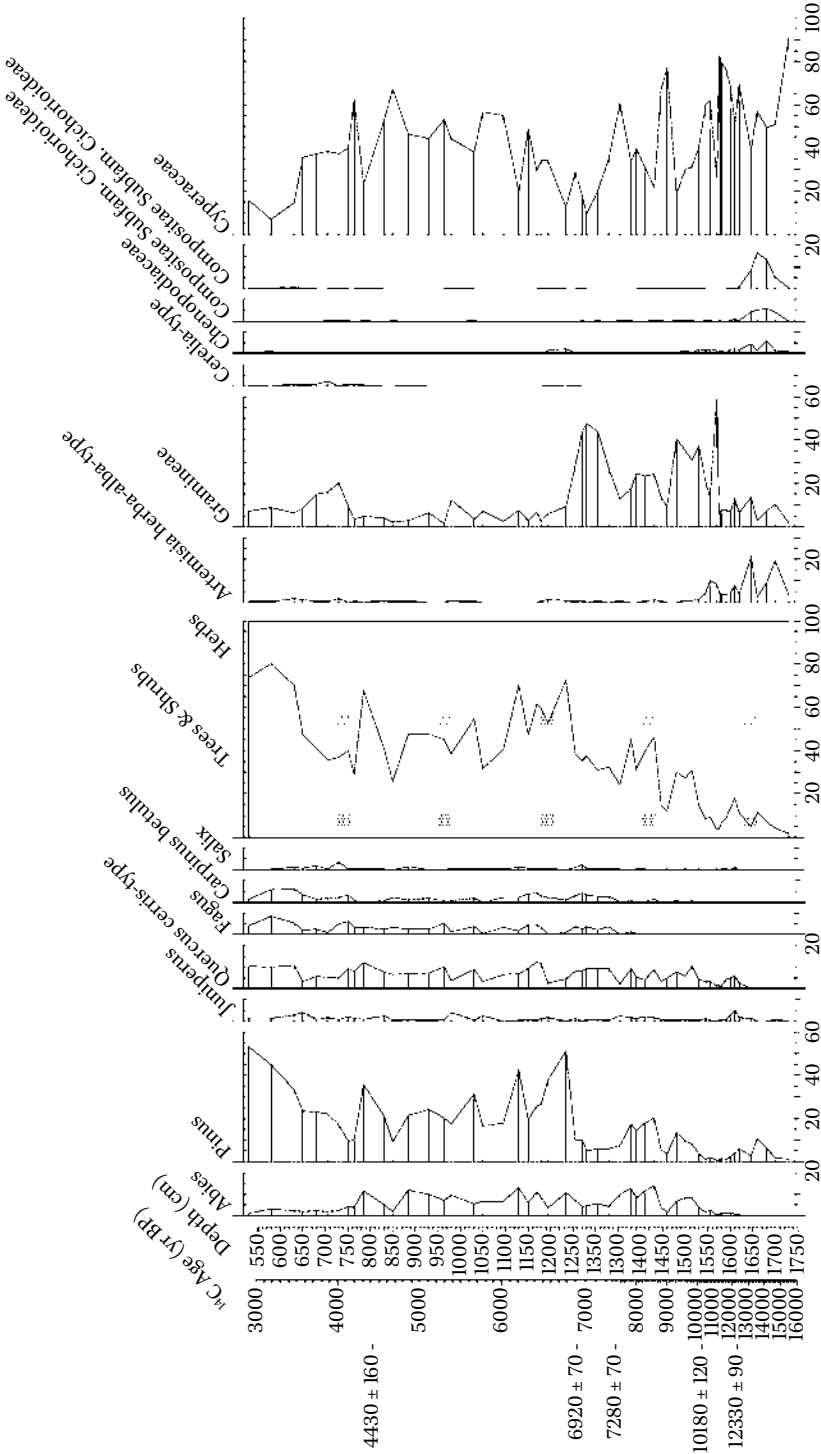 ¹⁴C Age (yr BP)
Depth (cm)
Abies
Pinus
Juniperus
Quercus cerris-type
Fagus
Carpinus betulus
Salix
Trees & Shrubs
Herbs
Artemisia herba-alba-type
Gramineae
Cerelia-type
Chenopodiaceae
Compositae Subfam. Cichorioideae
Compositae Subfam. Cichorioideae
Cyperaceae
4430 ± 160 -
6920 ± 70 -
7280 ± 70 -
10180 ± 120 -
12330 ± 90 -
3000
4000
5000
6000
7000
8000
9000
10000
11000
12000
13000
14000
15000
16000
550
600
650
700
750
800
850
900
950
1000
1050
1100
1150
1200
1250
1350
1300
1400
1450
1500
1550
1600
1650
1700
1750
20
20 40 60
20
20 40 60 80 100
20
20 40 60
20
20 40 60 80 100